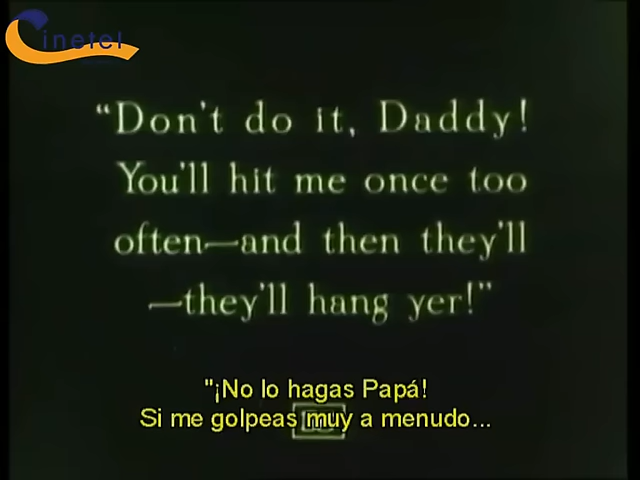 Cinetel
“Don't do it, Daddy!
You'll hit me once too
often—and then they'll
—they'll hang yer!”
"¡No lo hagas Papá!
Si me golpeas muy a menudo...